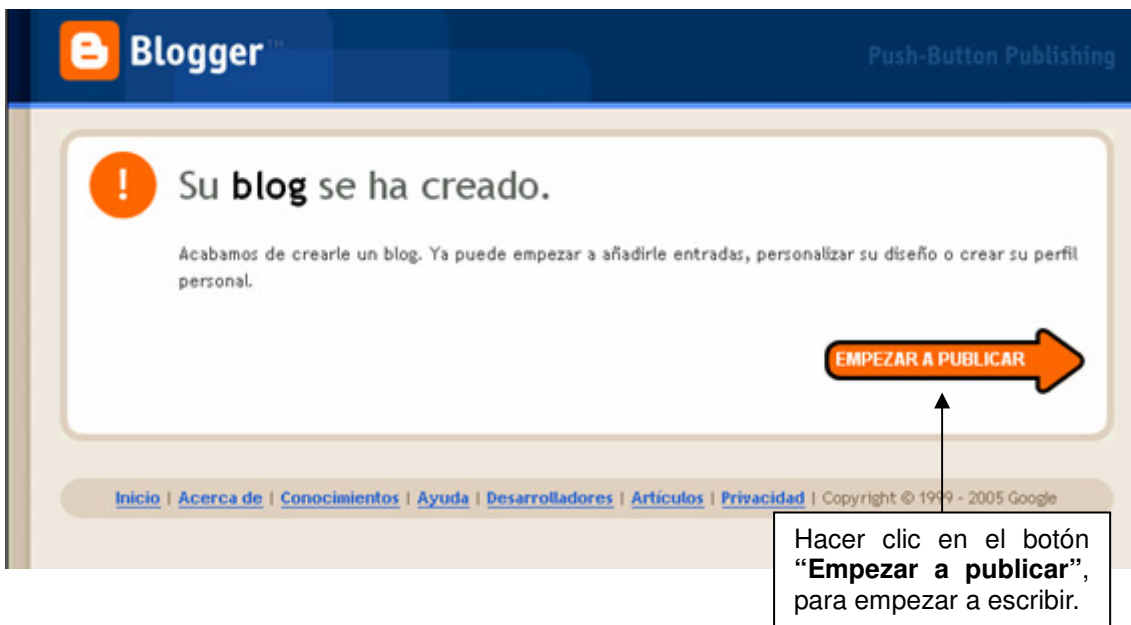 Blogger™
Push-Button Publishing
!
Su blog se ha creado.
Acabamos de crearle un blog. Ya puede empezar a añadirle entradas, personalizar su diseño o crear su perfil
personal.
EMPEZAR A PUBLICAR
Inicio | Acerca de | Conocimientos | Ayuda | Desarrolladores | Artículos | Privacidad | Copyright © 1999 - 2005 Google
Hacer clic en el botón
“Empezar a publicar”,
para empezar a escribir.